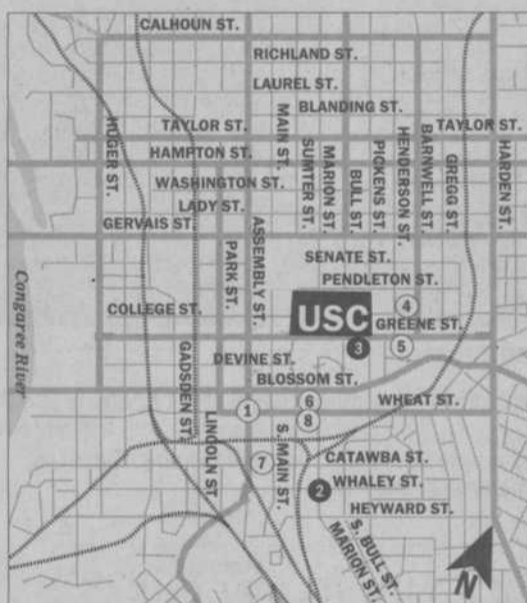 CALHOUN ST.
RICHLAND ST.
LAUREL ST.
BLANDING ST.
TAYLOR ST.
TAYLOR ST.
HAMPTON ST.
WASHINGTON ST.
LADY ST.
GERVAIS ST.
HUGER ST.
MAIN ST.
SUMTER ST.
MARION ST.
BULL ST.
PICKENS ST.
HENDERSON ST.
BARNWELL ST.
GREGG ST.
HARDEN ST.
ASSEMBLY ST.
PARK ST.
SENATE ST.
PENDLETON ST.
Congaree River
COLLEGE ST.
USC
4
GREENE ST.
3
5
GADSDEN ST.
DEVINE ST.
BLOSSOM ST.
LINCOLN ST
1
6
8
WHEAT ST.
S. MAIN ST.
7
CATAWBA ST.
2
WHALEY ST.
HEYWARD ST.
S. BULL ST.
MARION ST.
N